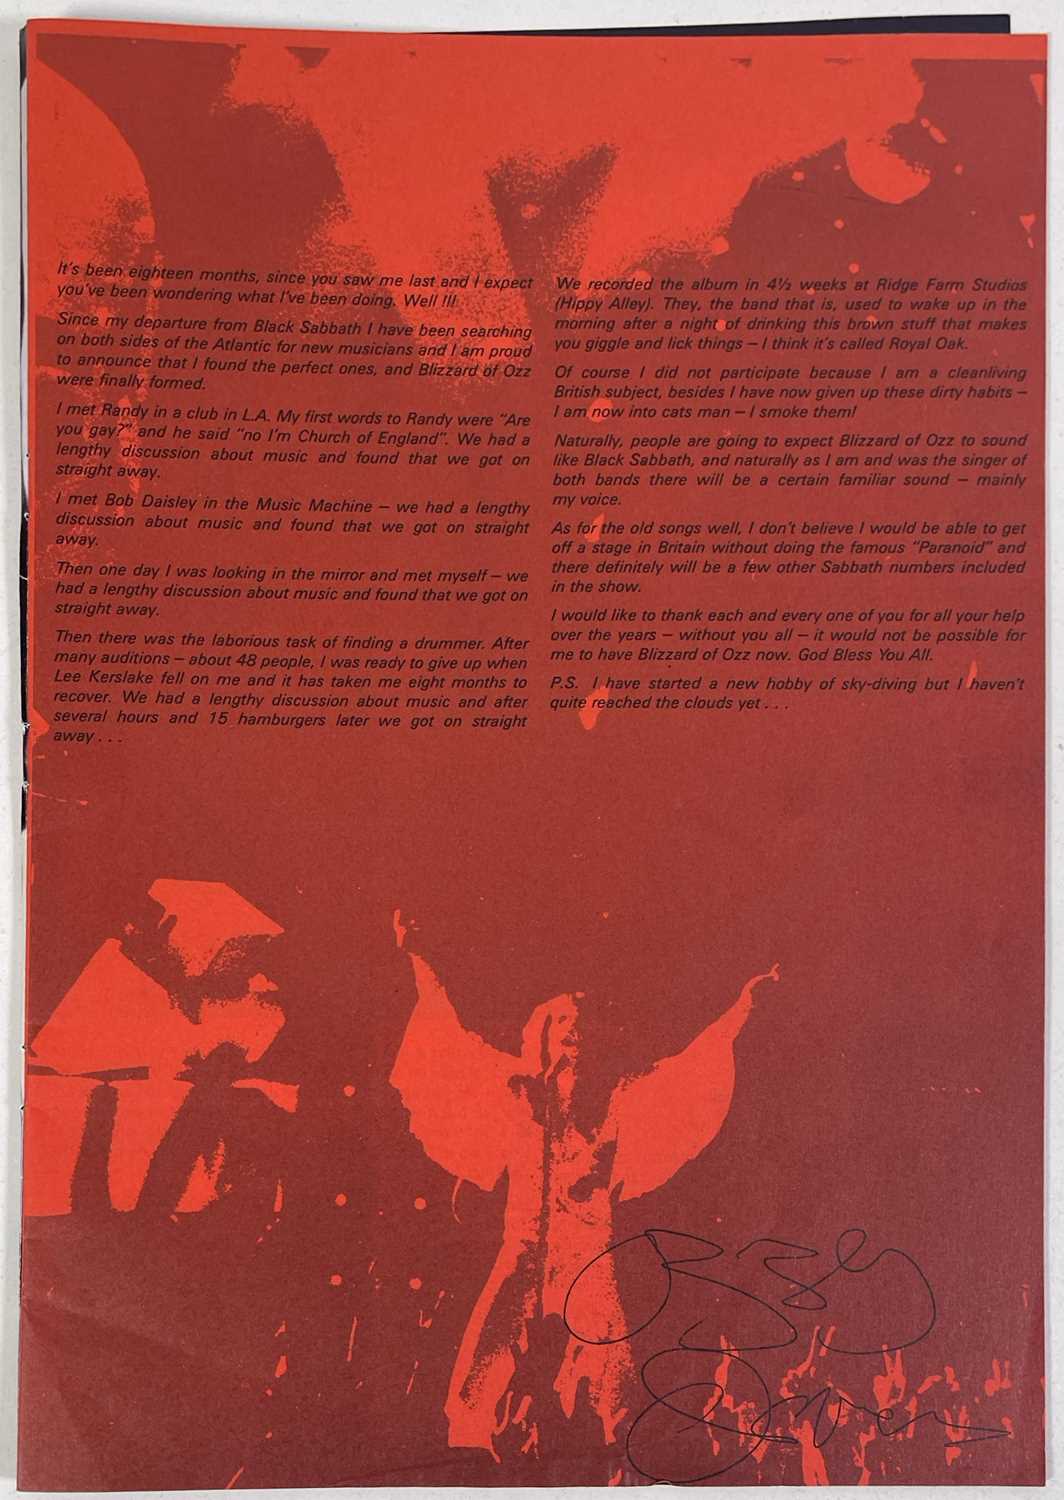 It's been eighteen months, since you saw me last and I expect
you've been wondering what I've been doing. Well !!!
Since my departure from Black Sabbath I have been searching
on both sides of the Atlantic for new musicians and I am proud
to announce that I found the perfect ones, and Blizzard of Ozz
were finally formed.
I met Randy in a club in L.A. My first words to Randy were "Are
you gay?" and he said "no I'm Church of England". We had a
lengthy discussion about music and found that we got on
straight away.
I met Bob Daisley in the Music Machine – we had a lengthy
discussion about music and found that we got on straight
away.
Then one day I was looking in the mirror and met myself – we
had a lengthy discussion about music and found that we got on
straight away.
Then there was the laborious task of finding a drummer. After
many auditions – about 48 people, I was ready to give up when
Lee Kerslake fell on me and it has taken me eight months to
recover. We had a lengthy discussion about music and after
several hours and 15 hamburgers later we got on straight
away . . .
We recorded the album in 4½ weeks at Ridge Farm Studios
(Hippy Alley). They, the band that is, used to wake up in the
morning after a night of drinking this brown stuff that makes
you giggle and lick things – I think it's called Royal Oak.
Of course I did not participate because I am a cleanliving
British subject, besides I have now given up these dirty habits –
I am now into cats man – I smoke them!
Naturally, people are going to expect Blizzard of Ozz to sound
like Black Sabbath, and naturally as I am and was the singer of
both bands there will be a certain familiar sound – mainly
my voice.
As for the old songs well, I don't believe I would be able to get
off a stage in Britain without doing the famous "Paranoid" and
there definitely will be a few other Sabbath numbers included
in the show.
I would like to thank each and every one of you for all your help
over the years – without you all – it would not be possible for
me to have Blizzard of Ozz now. God Bless You All.
P.S. I have started a new hobby of sky-diving but I haven't
quite reached the clouds yet . . .